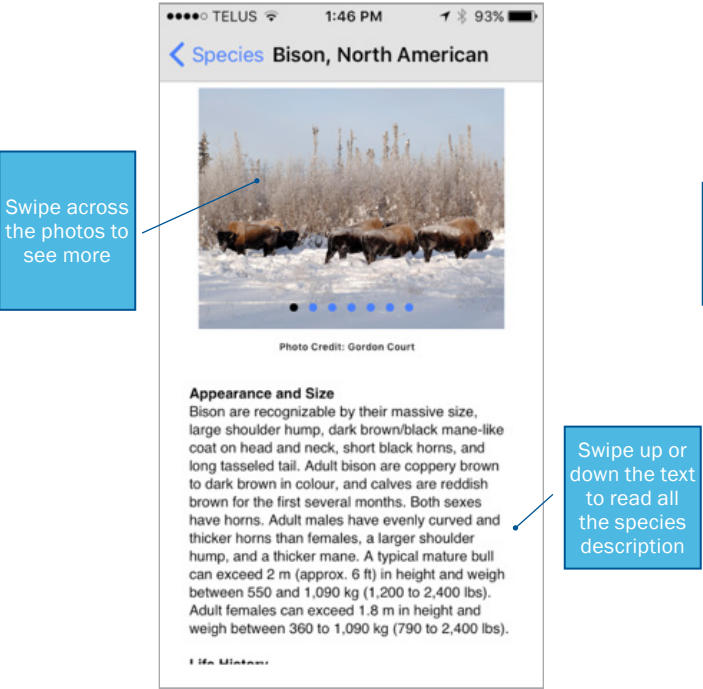 TELUS 1:46 PM 93%
Species Bison, North American
Swipe across
the photos to
see more
Photo Credit: Gordon Court
Appearance and Size
Bison are recognizable by their massive size,
large shoulder hump, dark brown/black mane-like
coat on head and neck, short black horns, and
long tasseled tail. Adult bison are coppery brown
to dark brown in colour, and calves are reddish
brown for the first several months. Both sexes
have horns. Adult males have evenly curved and
thicker horns than females, a larger shoulder
hump, and a thicker mane. A typical mature bull
can exceed 2 m (approx. 6 ft) in height and weigh
between 550 and 1,090 kg (1,200 to 2,400 lbs).
Adult females can exceed 1.8 m in height and
weigh between 360 to 1,090 kg (790 to 2,400 lbs).
Life History
Swipe up or
down the text
to read all
the species
description